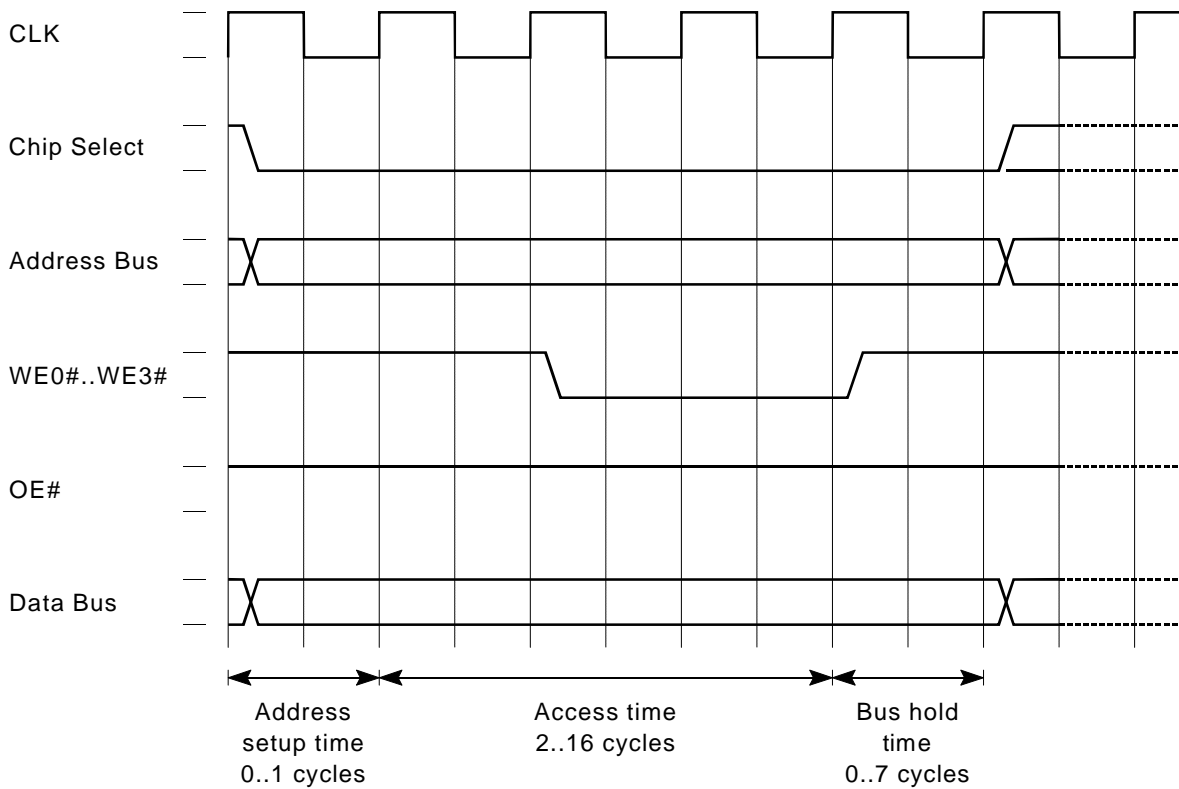 CLK
Chip Select
Address Bus
WE0#..WE3#
OE#
Data Bus
Address
setup time
0..1 cycles
Access time
2..16 cycles
Bus hold
time
0..7 cycles